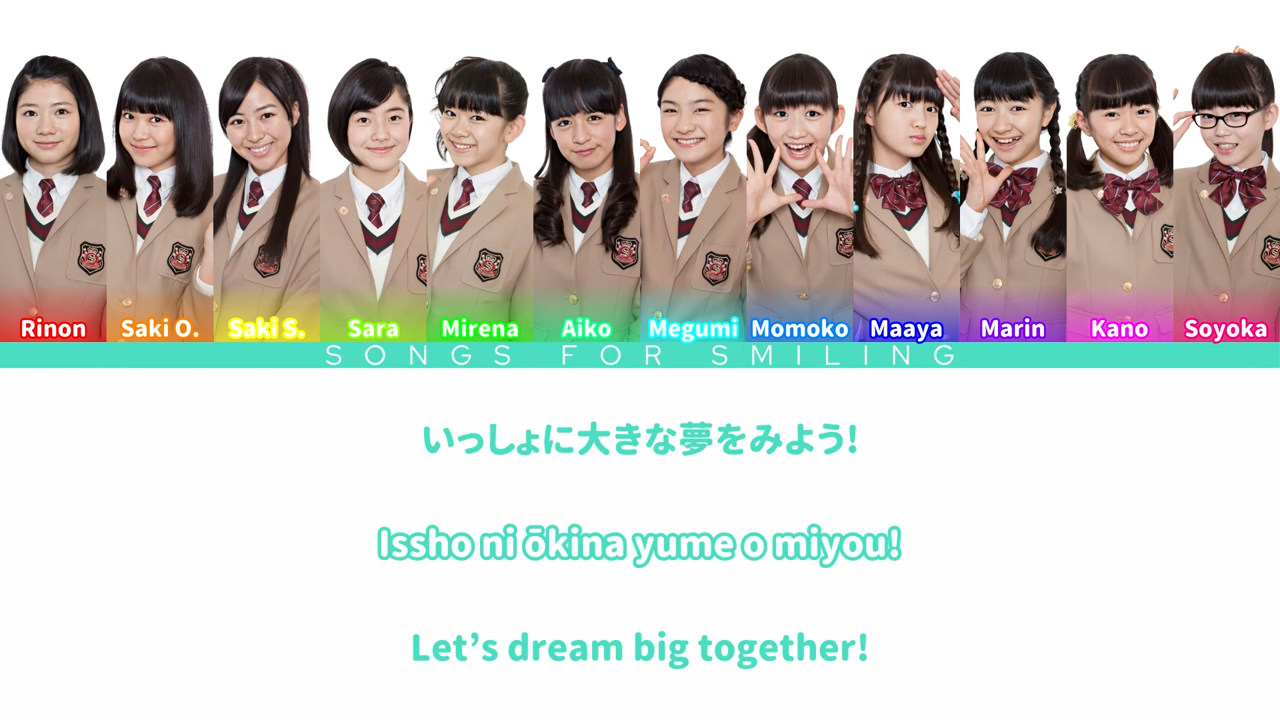 Rinon Saki O. Saki S. Sara Mirena Aiko Megumi Momoko Maaya Marin Kano Soyoka
SONGS FOR SMILING
いっしょに大きな夢をみよう!
Issho ni ōkina yume o miyou!
Let’s dream big together!